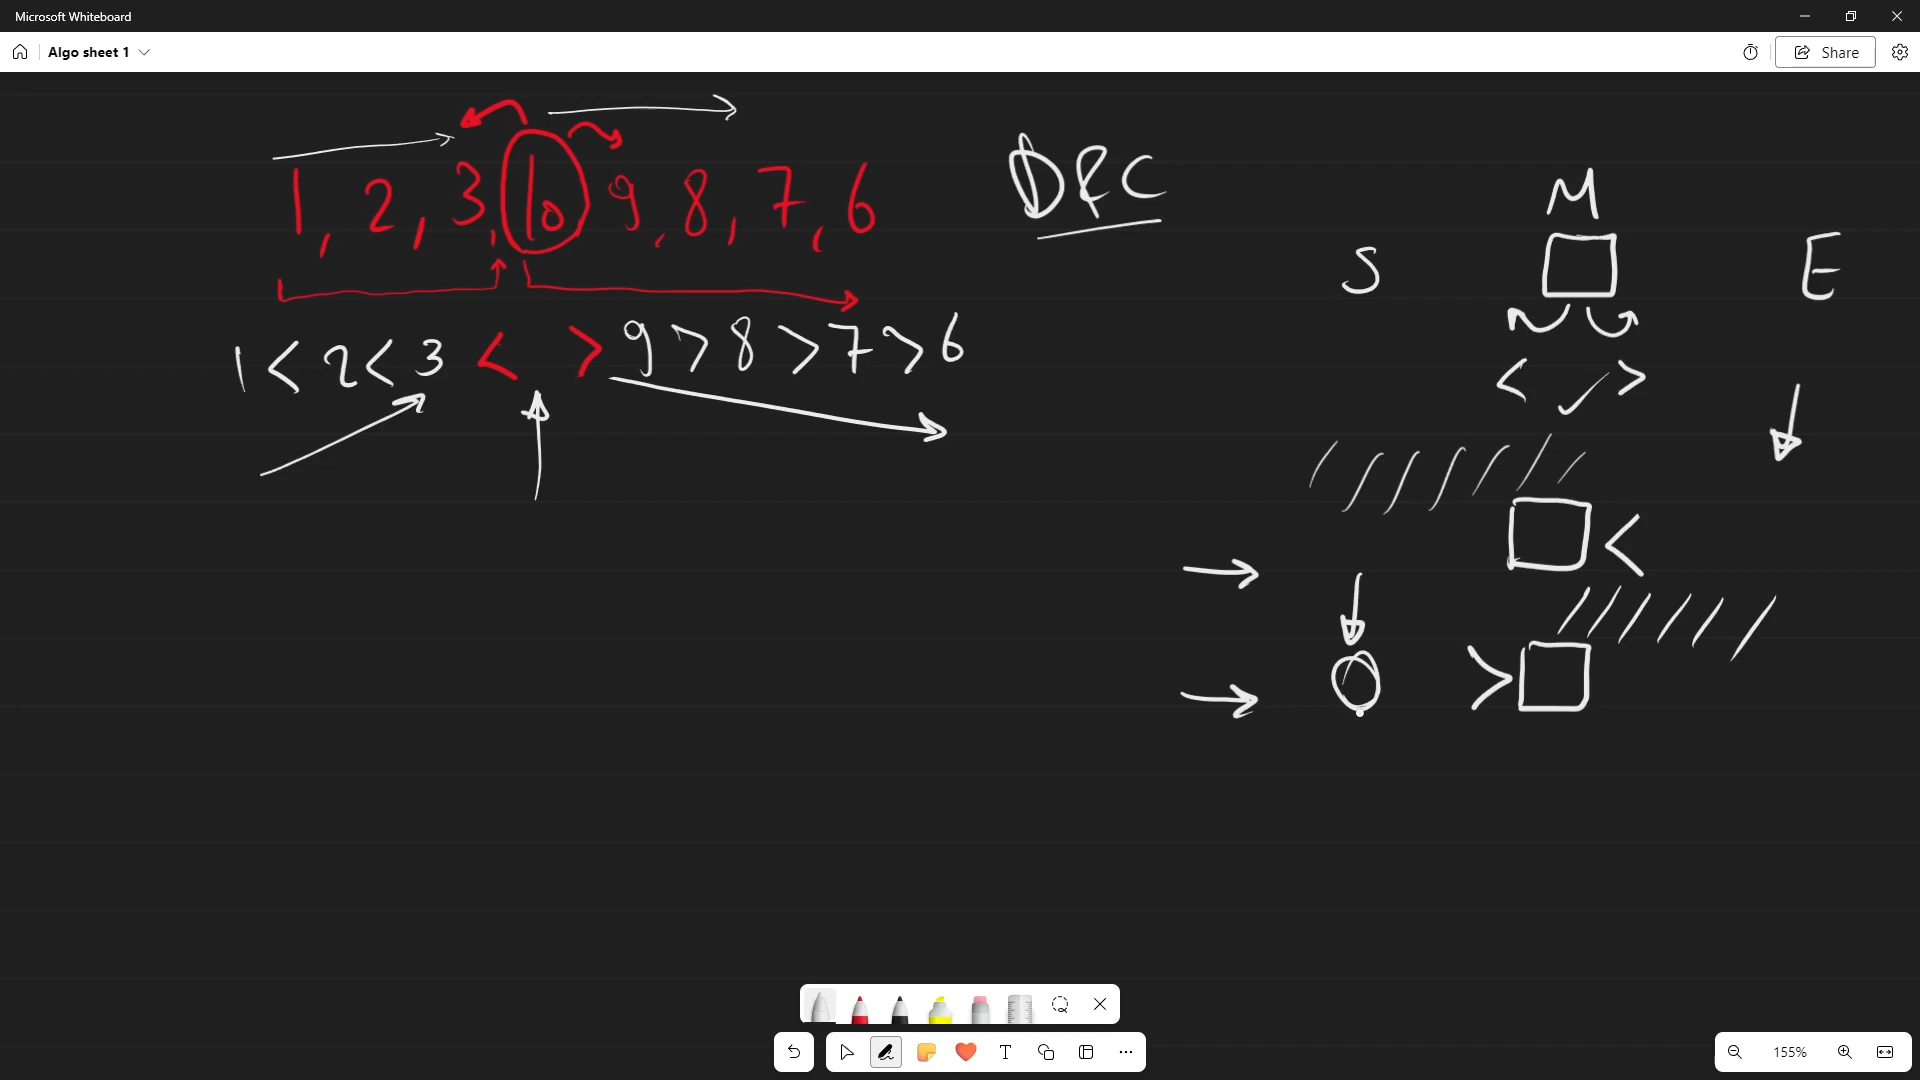 Microsoft Whiteboard
Algo sheet 1
Share
1, 2, 3, 10 9, 8, 7, 6
1 < 2 < 3 < > 9 > 8 > 7 > 6
M
S
E
< >
<
>
155%